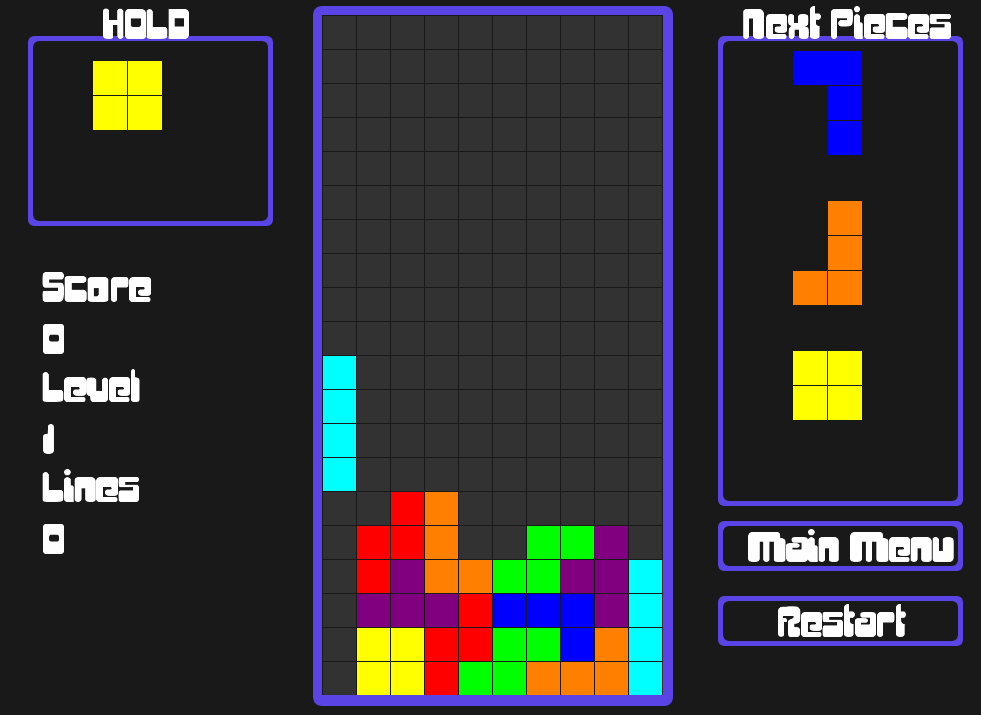 HOLD
Score
0
Level
1
Lines
0
Next Pieces
Main Menu
Restart